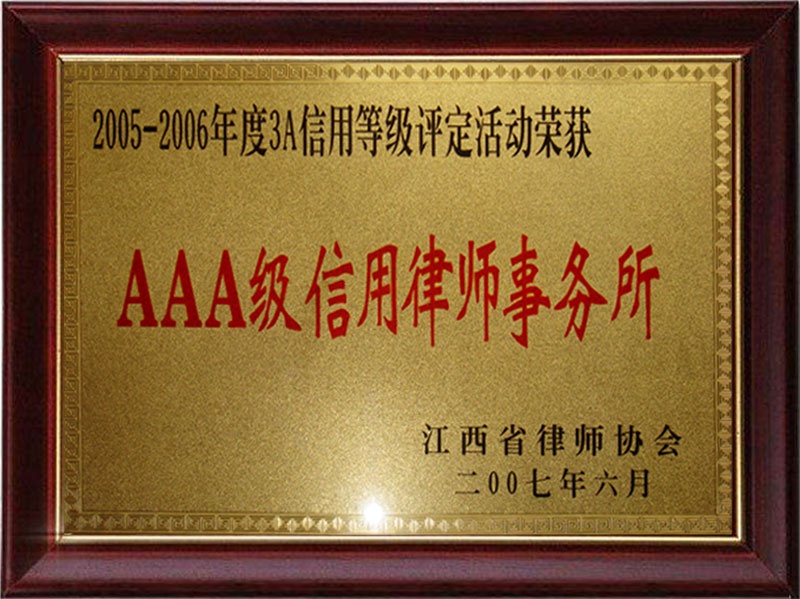 2005-2006年度3A信用等级评定活动荣获
AAA级信用律师事务所
江西省律师协会
二00七年六月